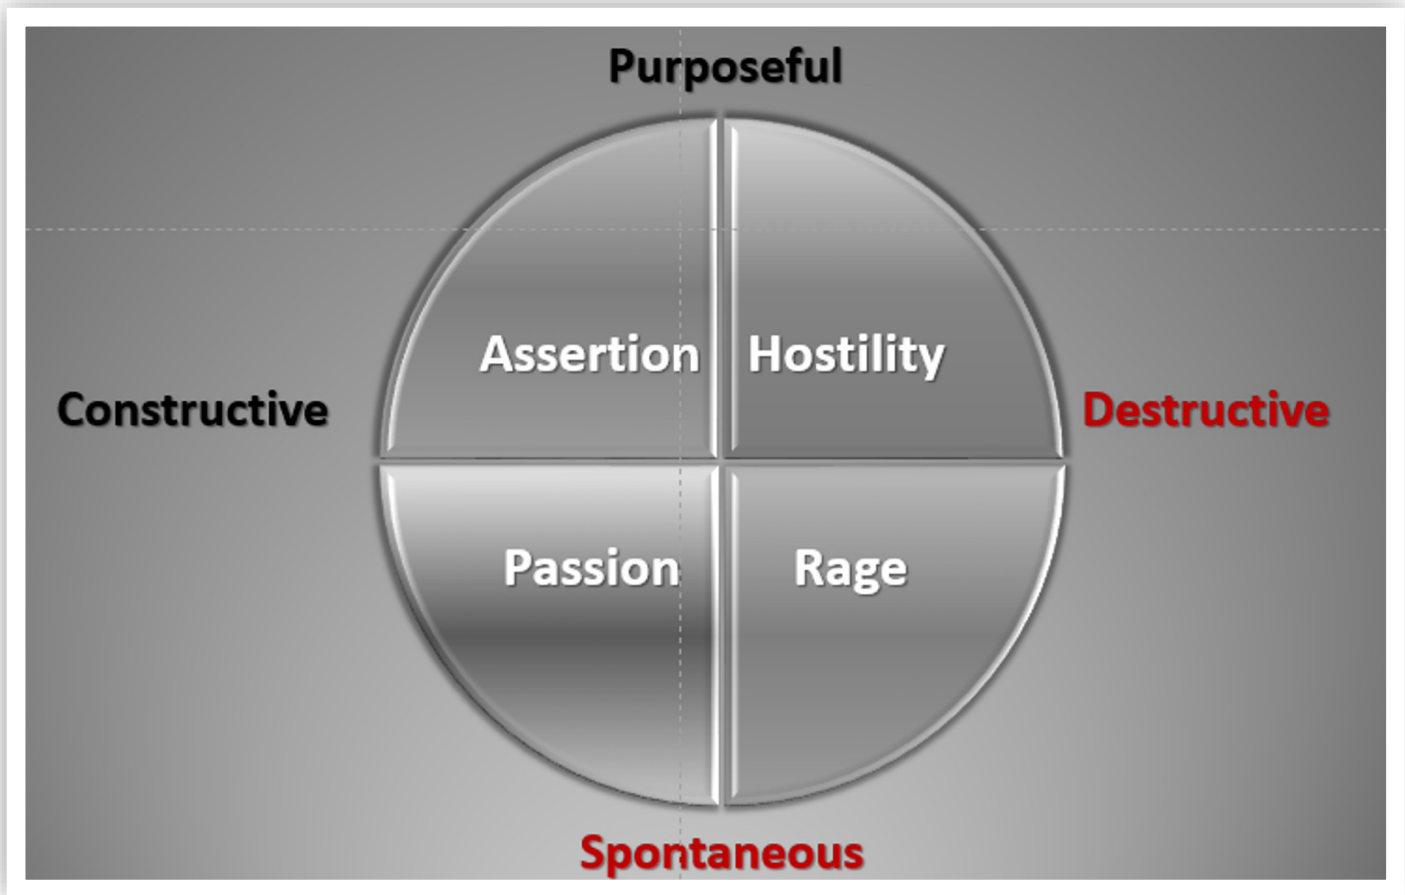 Purposeful
Assertion
Hostility
Constructive
Destructive
Passion
Rage
Spontaneous